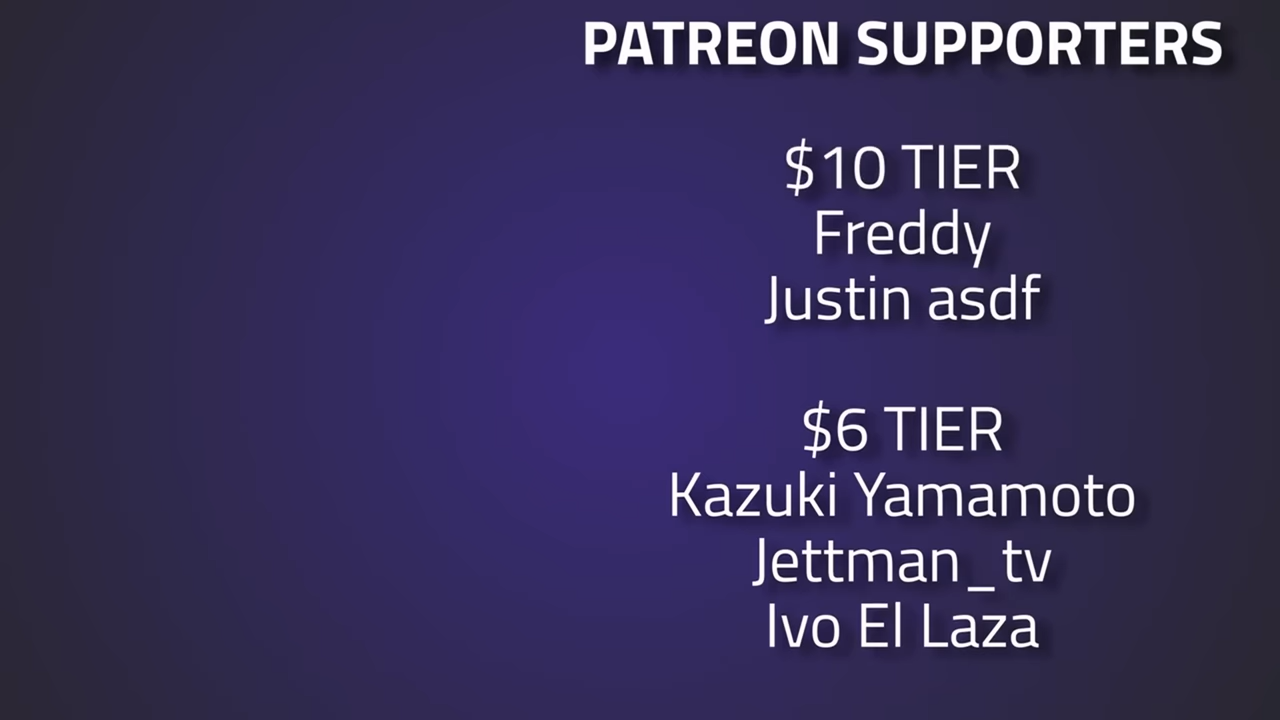 PATREON SUPPORTERS
$10 TIER
Freddy
Justin asdf
$6 TIER
Kazuki Yamamoto
Jettman_tv
Ivo El Laza